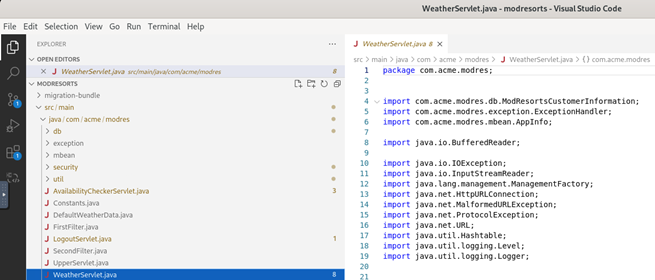 WeatherServlet.java - modresorts - Visual Studio Code
File Edit Selection View Go Run Terminal Help
EXPLORER ...
OPEN EDITORS
WeatherServlet.java src/main/java/com/acme/modres 8
MODRESORTS
migration-bundle
src/main
java/com/acme/modres
db
exception
mbean
security
util
AvailabilityCheckerServlet.java 3
Constants.java
DefaultWeatherData.java
FirstFilter.java
LogoutServlet.java 1
SecondFilter.java
UpperServlet.java
WeatherServlet.java 8
1
1
WeatherServlet.java 8
src > main > java > com > acme > modres > WeatherServlet.java > {} com.acme.modres
1 package com.acme.modres;
2
3
4 import com.acme.modres.db.ModResortsCustomerInformation;
5 import com.acme.modres.exception.ExceptionHandler;
6 import com.acme.modres.mbean.AppInfo;
7
8 import java.io.BufferedReader;
9
10 import java.io.IOException;
11 import java.io.InputStreamReader;
12 import java.lang.management.ManagementFactory;
13 import java.net.HttpURLConnection;
14 import java.net.MalformedURLException;
15 import java.net.ProtocolException;
16 import java.net.URL;
17 import java.util.Hashtable;
18 import java.util.logging.Level;
19 import java.util.logging.Logger;
20
21